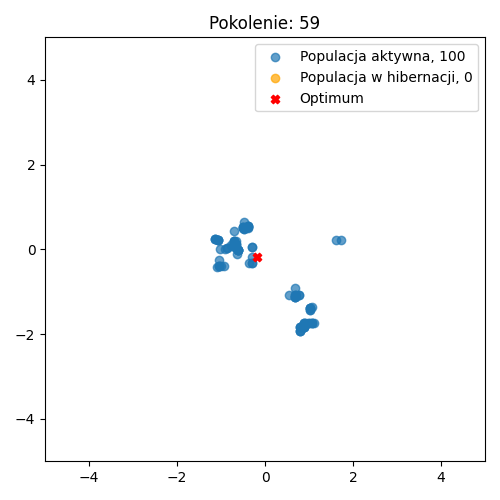 Pokolenie: 59
Populacja aktywna, 100
Populacja w hibernacji, 0
Optimum
4
2
0
−2
−4
−4 −2 0 2 4